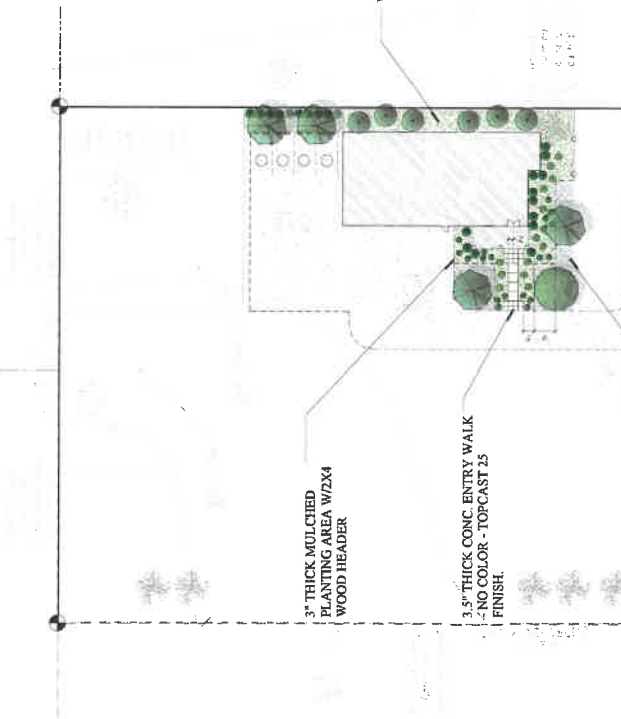 3" THICK MULCHED
PLANTING AREA W/2X4
WOOD HEADER
3.5" THICK CONC. ENTRY WALK
- NO COLOR - TOPCAST 25
FINISH.